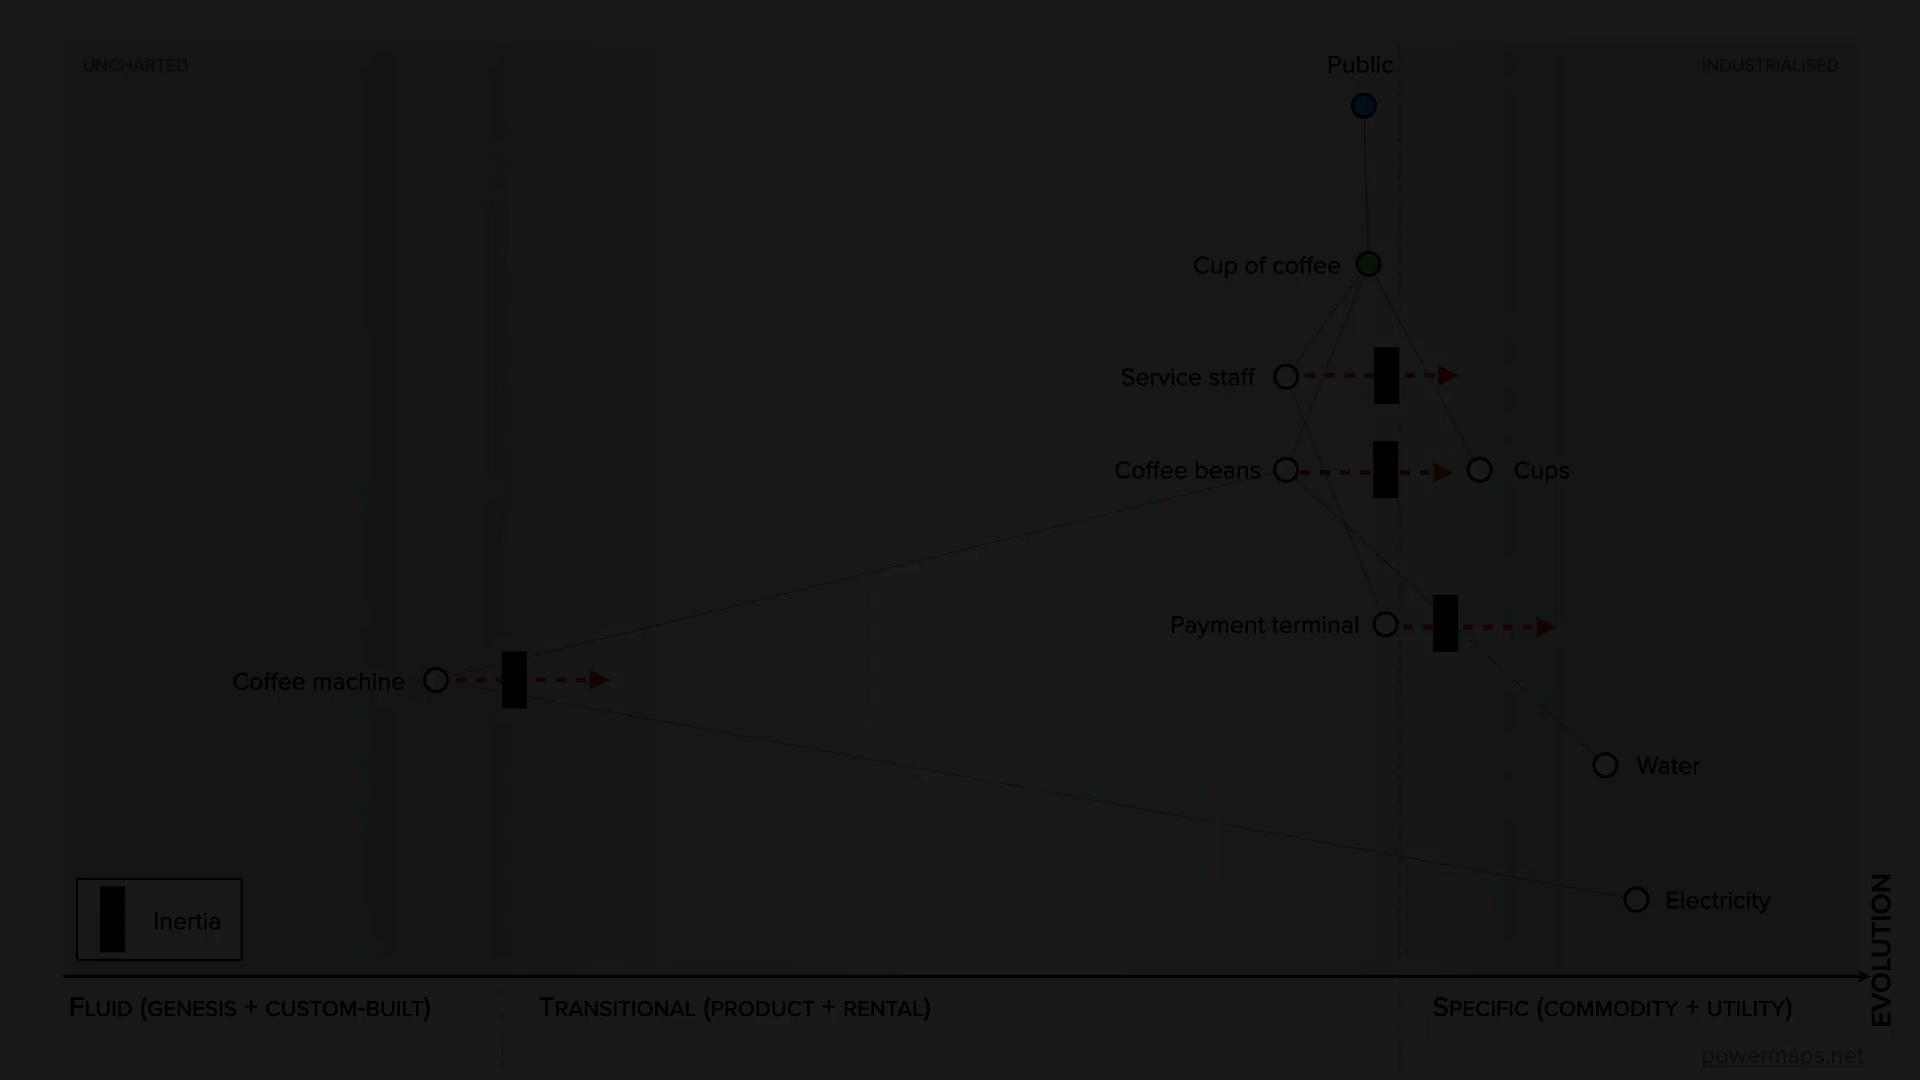 Public
UNCHARTED
INDUSTRIALISED
Cup of coffee
Service staff
Coffee beans
Cups
Payment terminal
Coffee machine
Water
Electricity
Inertia
EVOLUTION
FLUID (GENESIS + CUSTOM-BUILT)
TRANSITIONAL (PRODUCT + RENTAL)
SPECIFIC (COMMODITY + UTILITY)
powermaps.net